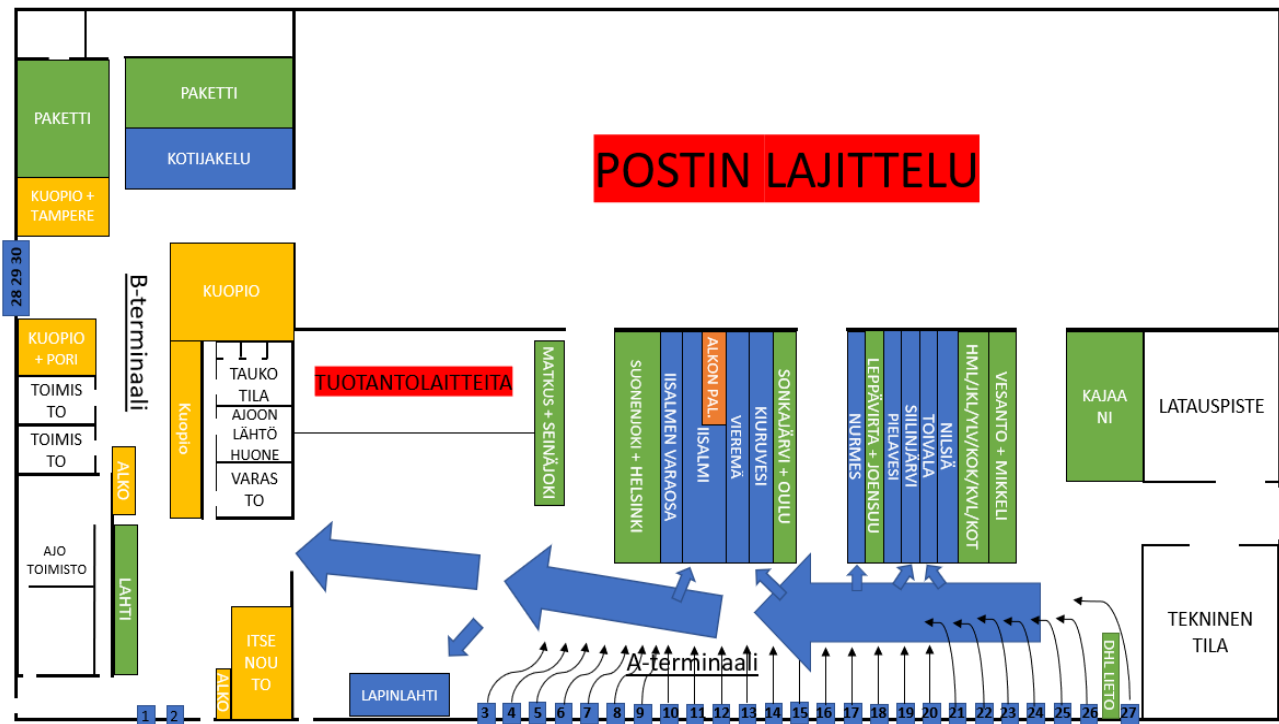 PAKETTI
PAKETTI
KOTIJAKELU
KUOPIO +
TAMPERE
POSTIN LAJITTELU
28 29 30
B-terminaali
KUOPIO
KUOPIO
+ PORI
TOIMIS
TO
TOIMIS
TO
Kuopio
TAUKO
TILA
AJOON
LÄHTÖ
HUONE
VARAS
TO
TUOTANTOLAITTEITA
MATKUS + SEINÄJOKI
SUONENJOKI + HELSINKI
IISALMEN VARAOSA
ALKON PAL.
IISALMI
VIEREMÄ
KIURUVESI
SONKAJÄRVI + OULU
NURMES
LEPPÄVIRTA + JOENSUU
PIELAVESI
SIILINJÄRVI
TOIVALA
NILSIÄ
HML/JKL/YLV/KOK/KVL/KOT
VESANTO + MIKKELI
KAJAA
NI
LATAUSPISTE
ALKO
AJO
TOIMISTO
LAHTI
ITSE
NOU
TO
ALKO
LAPINLAHTI
A-terminaali
DHL LIETO
TEKNINEN
TILA
1 2 3 4 5 6 7 8 9 10 11 12 13 14 15 16 17 18 19 20 21 22 23 24 25 26 27